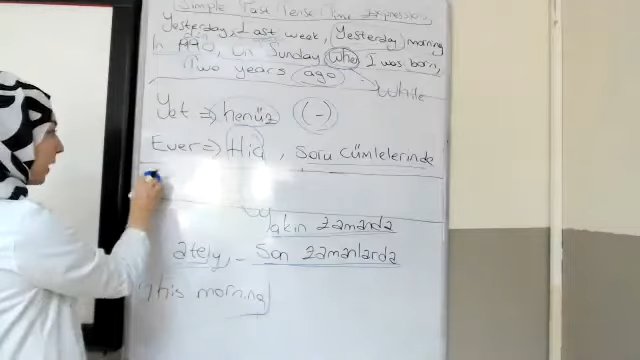 Simple Past Tense Time Expressions
Yesterday, Last week, Yesterday morning
In 1990, on Sunday When I was born,
Two years ago
While
Yet => henüz (-)
Ever => Hiç, Soru Cümlelerinde
Yakın zamanda
ately, - Son zamanlarda
this morning